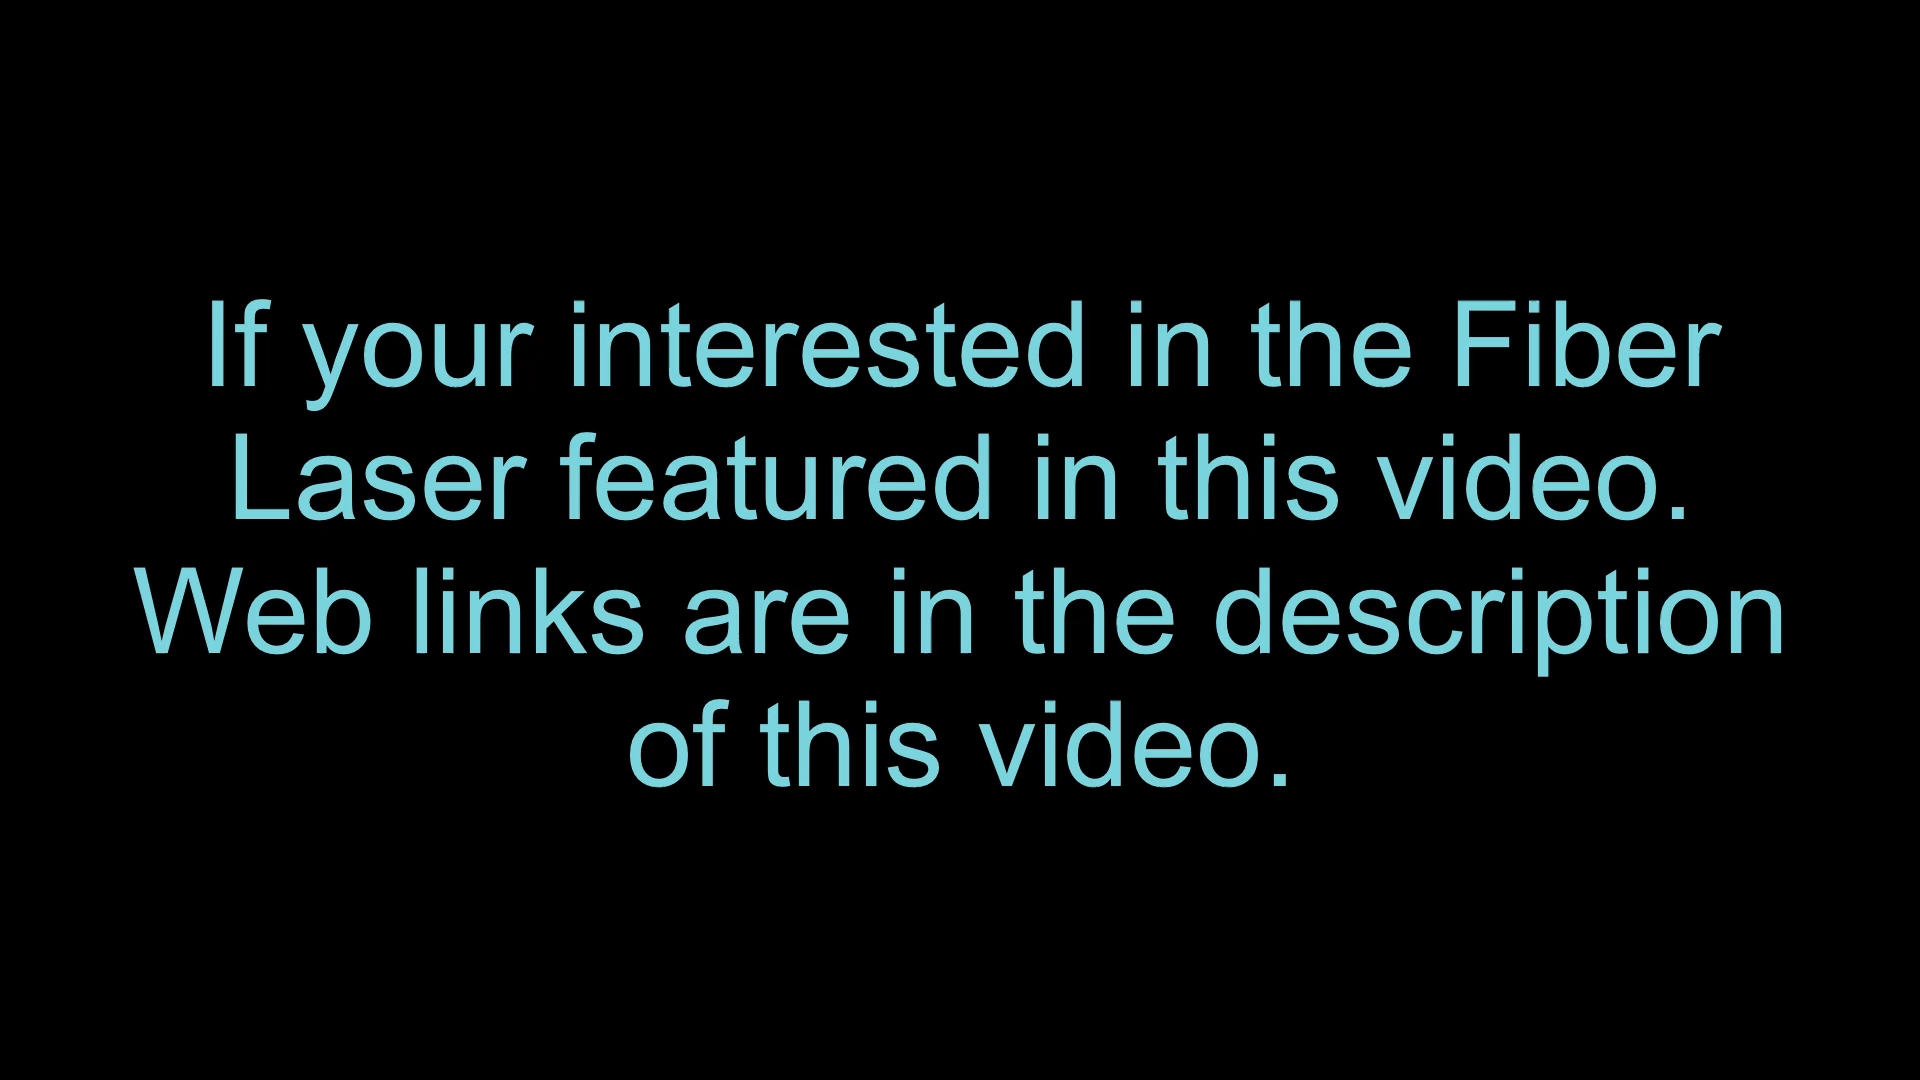 If your interested in the Fiber
Laser featured in this video.
Web links are in the description
of this video.